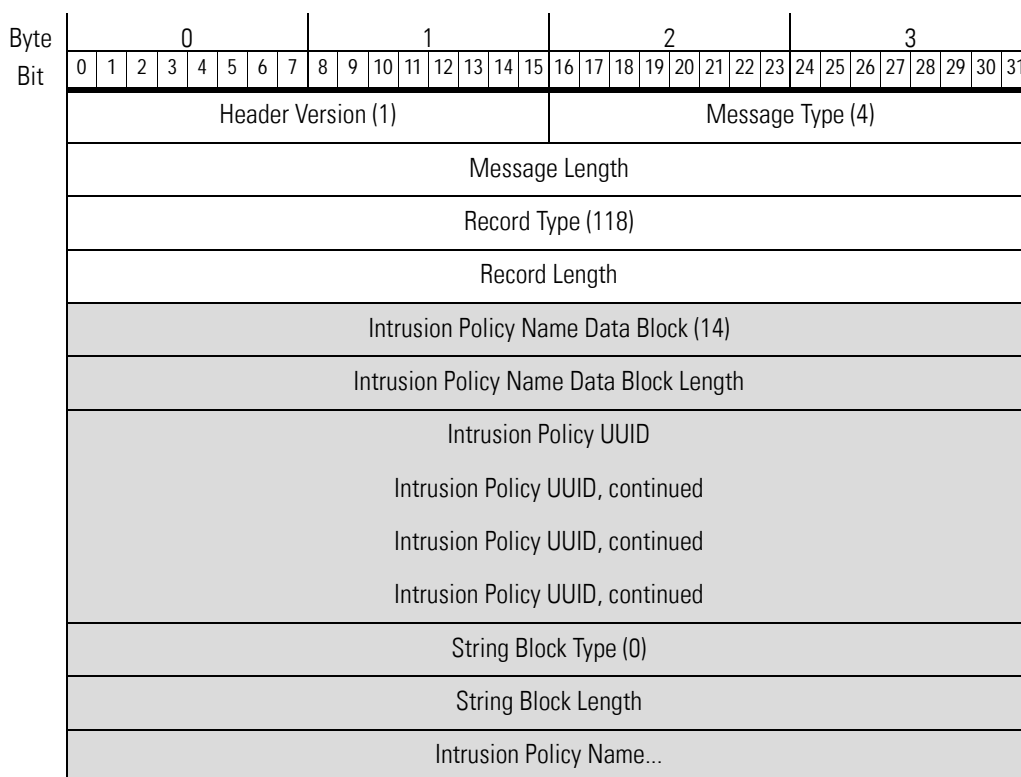 Byte 0 1 2 3
Bit 0 1 2 3 4 5 6 7 8 9 10 11 12 13 14 15 16 17 18 19 20 21 22 23 24 25 26 27 28 29 30 31
Header Version (1) Message Type (4)
Message Length
Record Type (118)
Record Length
Intrusion Policy Name Data Block (14)
Intrusion Policy Name Data Block Length
Intrusion Policy UUID
Intrusion Policy UUID, continued
Intrusion Policy UUID, continued
Intrusion Policy UUID, continued
String Block Type (0)
String Block Length
Intrusion Policy Name...